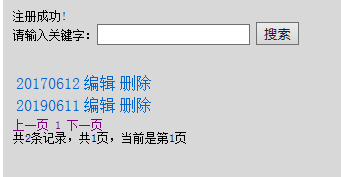 注册成功!
请输入关键字: 搜索
20170612 编辑 删除
20190611 编辑 删除
上一页 1 下一页
共2条记录，共1页，当前是第1页